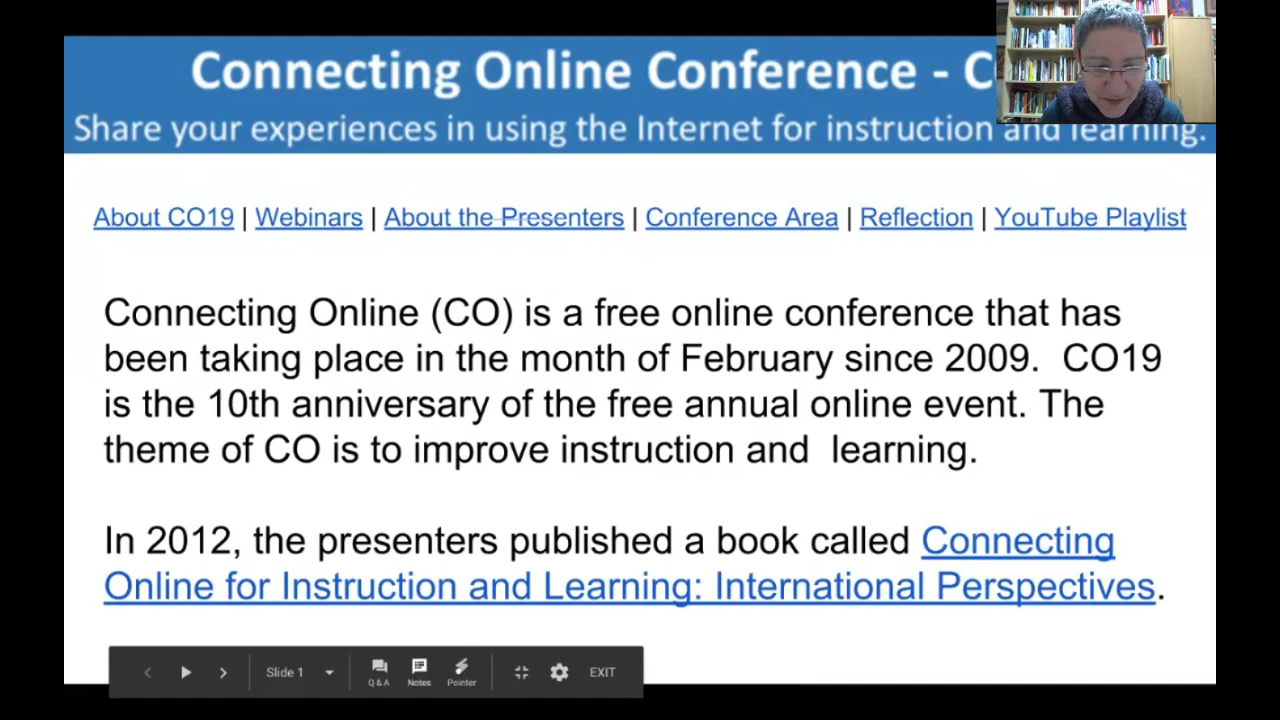 Connecting Online Conference - C
Share your experiences in using the Internet for instruction and learning.
About CO19 | Webinars | About the Presenters | Conference Area | Reflection | YouTube Playlist
Connecting Online (CO) is a free online conference that has
been taking place in the month of February since 2009. CO19
is the 10th anniversary of the free annual online event. The
theme of CO is to improve instruction and learning.
In 2012, the presenters published a book called Connecting
Online for Instruction and Learning: International Perspectives.
Slide 1 Q&A Notes Pointer EXIT